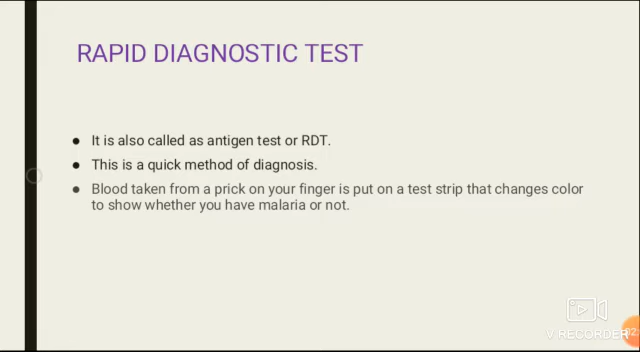 RAPID DIAGNOSTIC TEST
● It is also called as antigen test or RDT.
● This is a quick method of diagnosis.
● Blood taken from a prick on your finger is put on a test strip that changes color
to show whether you have malaria or not.
V RECORDER